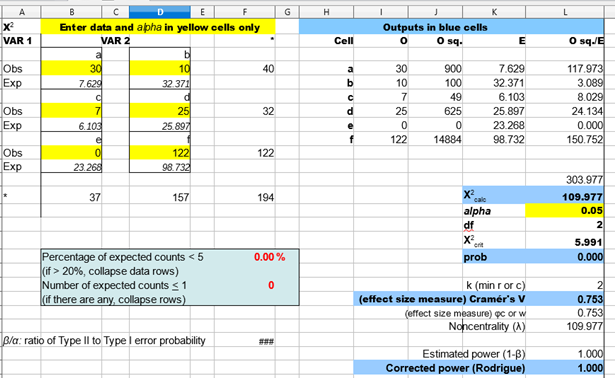 A B C D E F G H I J K L
X² Enter data and alpha in yellow cells only Outputs in blue cells
VAR 1 VAR 2 * Cell O O sq. E O sq./E
a b
Obs 30 10 40 a 30 900 7.629 117.973
Exp 7.629 32.371 b 10 100 32.371 3.089
c d c 7 49 6.103 8.029
Obs 7 25 32 d 25 625 25.897 24.134
Exp 6.103 25.897 e 0 0 23.268 0.000
e f f 122 14884 98.732 150.752
Obs 0 122 122
Exp 23.268 98.732
303.977
* 37 157 194 X²calc 109.977
alpha 0.05
df 2
X²crit 5.991
Percentage of expected counts < 5 0.00 % prob 0.000
(if > 20%, collapse data rows)
Number of expected counts ≤ 1 0 k (min r or c) 2
(if there are any, collapse rows) (effect size measure) Cramér's V 0.753
(effect size measure) φc or w 0.753
Noncentrality (λ) 109.977
β/α: ratio of Type II to Type I error probability ###
Estimated power (1-β) 1.000
Corrected power (Rodrigue) 1.000